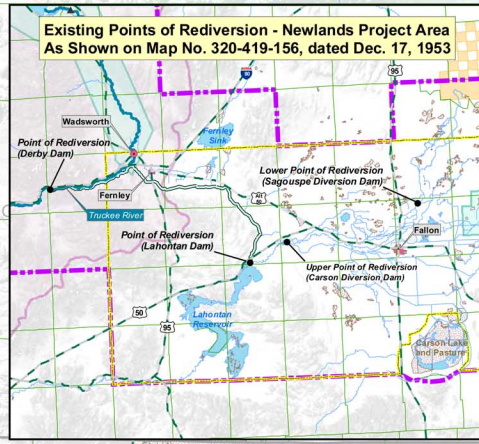 Existing Points of Rediversion - Newlands Project Area
As Shown on Map No. 320-419-156, dated Dec. 17, 1953
80
95
Wadsworth
Fernley
Sink
Point of Rediversion
(Derby Dam)
Lower Point of Rediversion
(Sagouspe Diversion Dam)
Fernley
ALT
50
Truckee River
Point of Rediversion
(Lahontan Dam)
Fallon
Upper Point of Rediversion
(Carson Diversion Dam)
50
95
Lahontan
Reservoir
Carson Lake
and Pasture